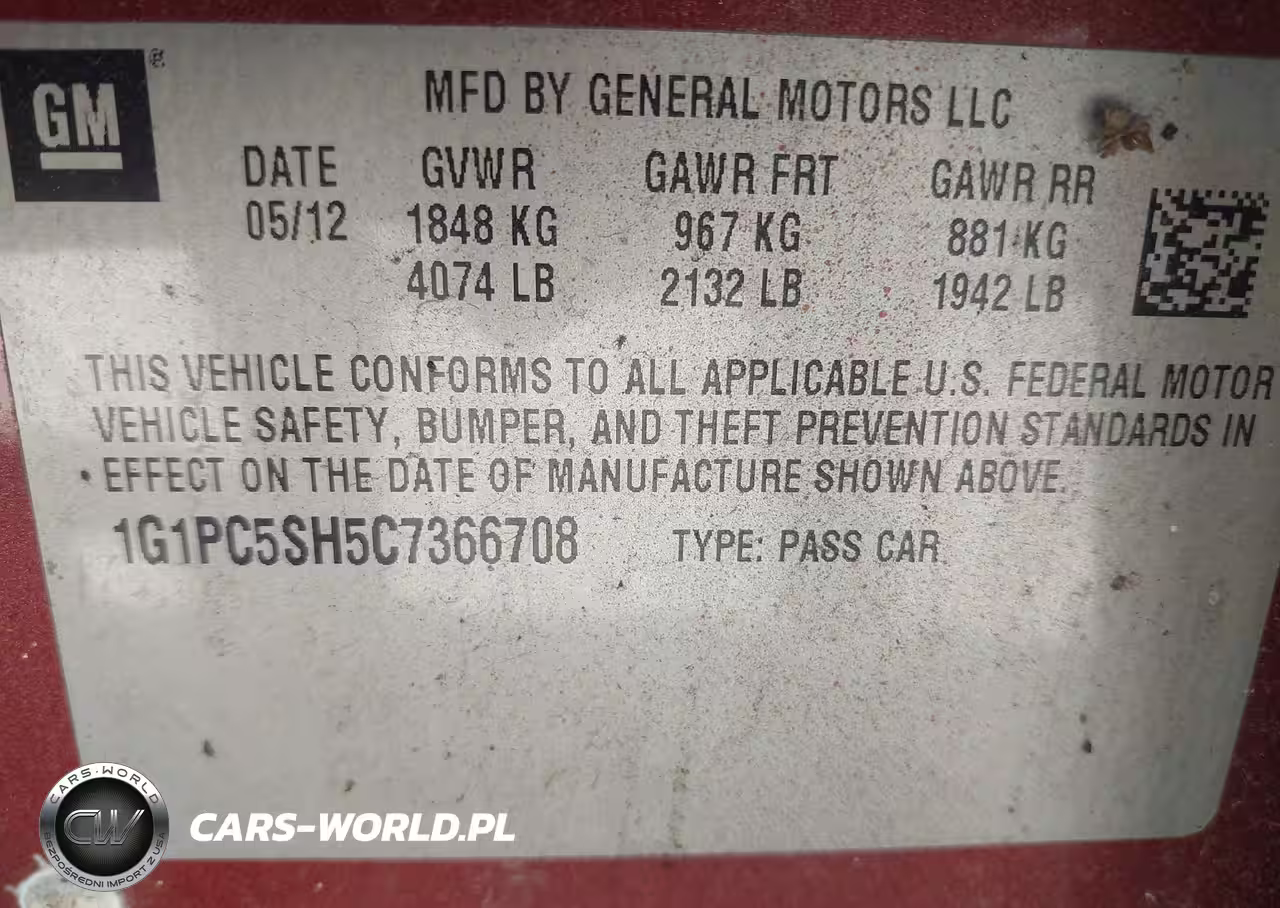 GM ®
MFD BY GENERAL MOTORS LLC
DATE GVWR GAWR FRT GAWR RR
05/12 1848 KG 967 KG 881 KG
4074 LB 2132 LB 1942 LB
THIS VEHICLE CONFORMS TO ALL APPLICABLE U.S. FEDERAL MOTOR
VEHICLE SAFETY, BUMPER, AND THEFT PREVENTION STANDARDS IN
EFFECT ON THE DATE OF MANUFACTURE SHOWN ABOVE.
1G1PC5SH5C7366708 TYPE: PASS CAR
CARS-WORLD
CW
BEZPOŚREDNI IMPORT Z USA
CARS-WORLD.PL